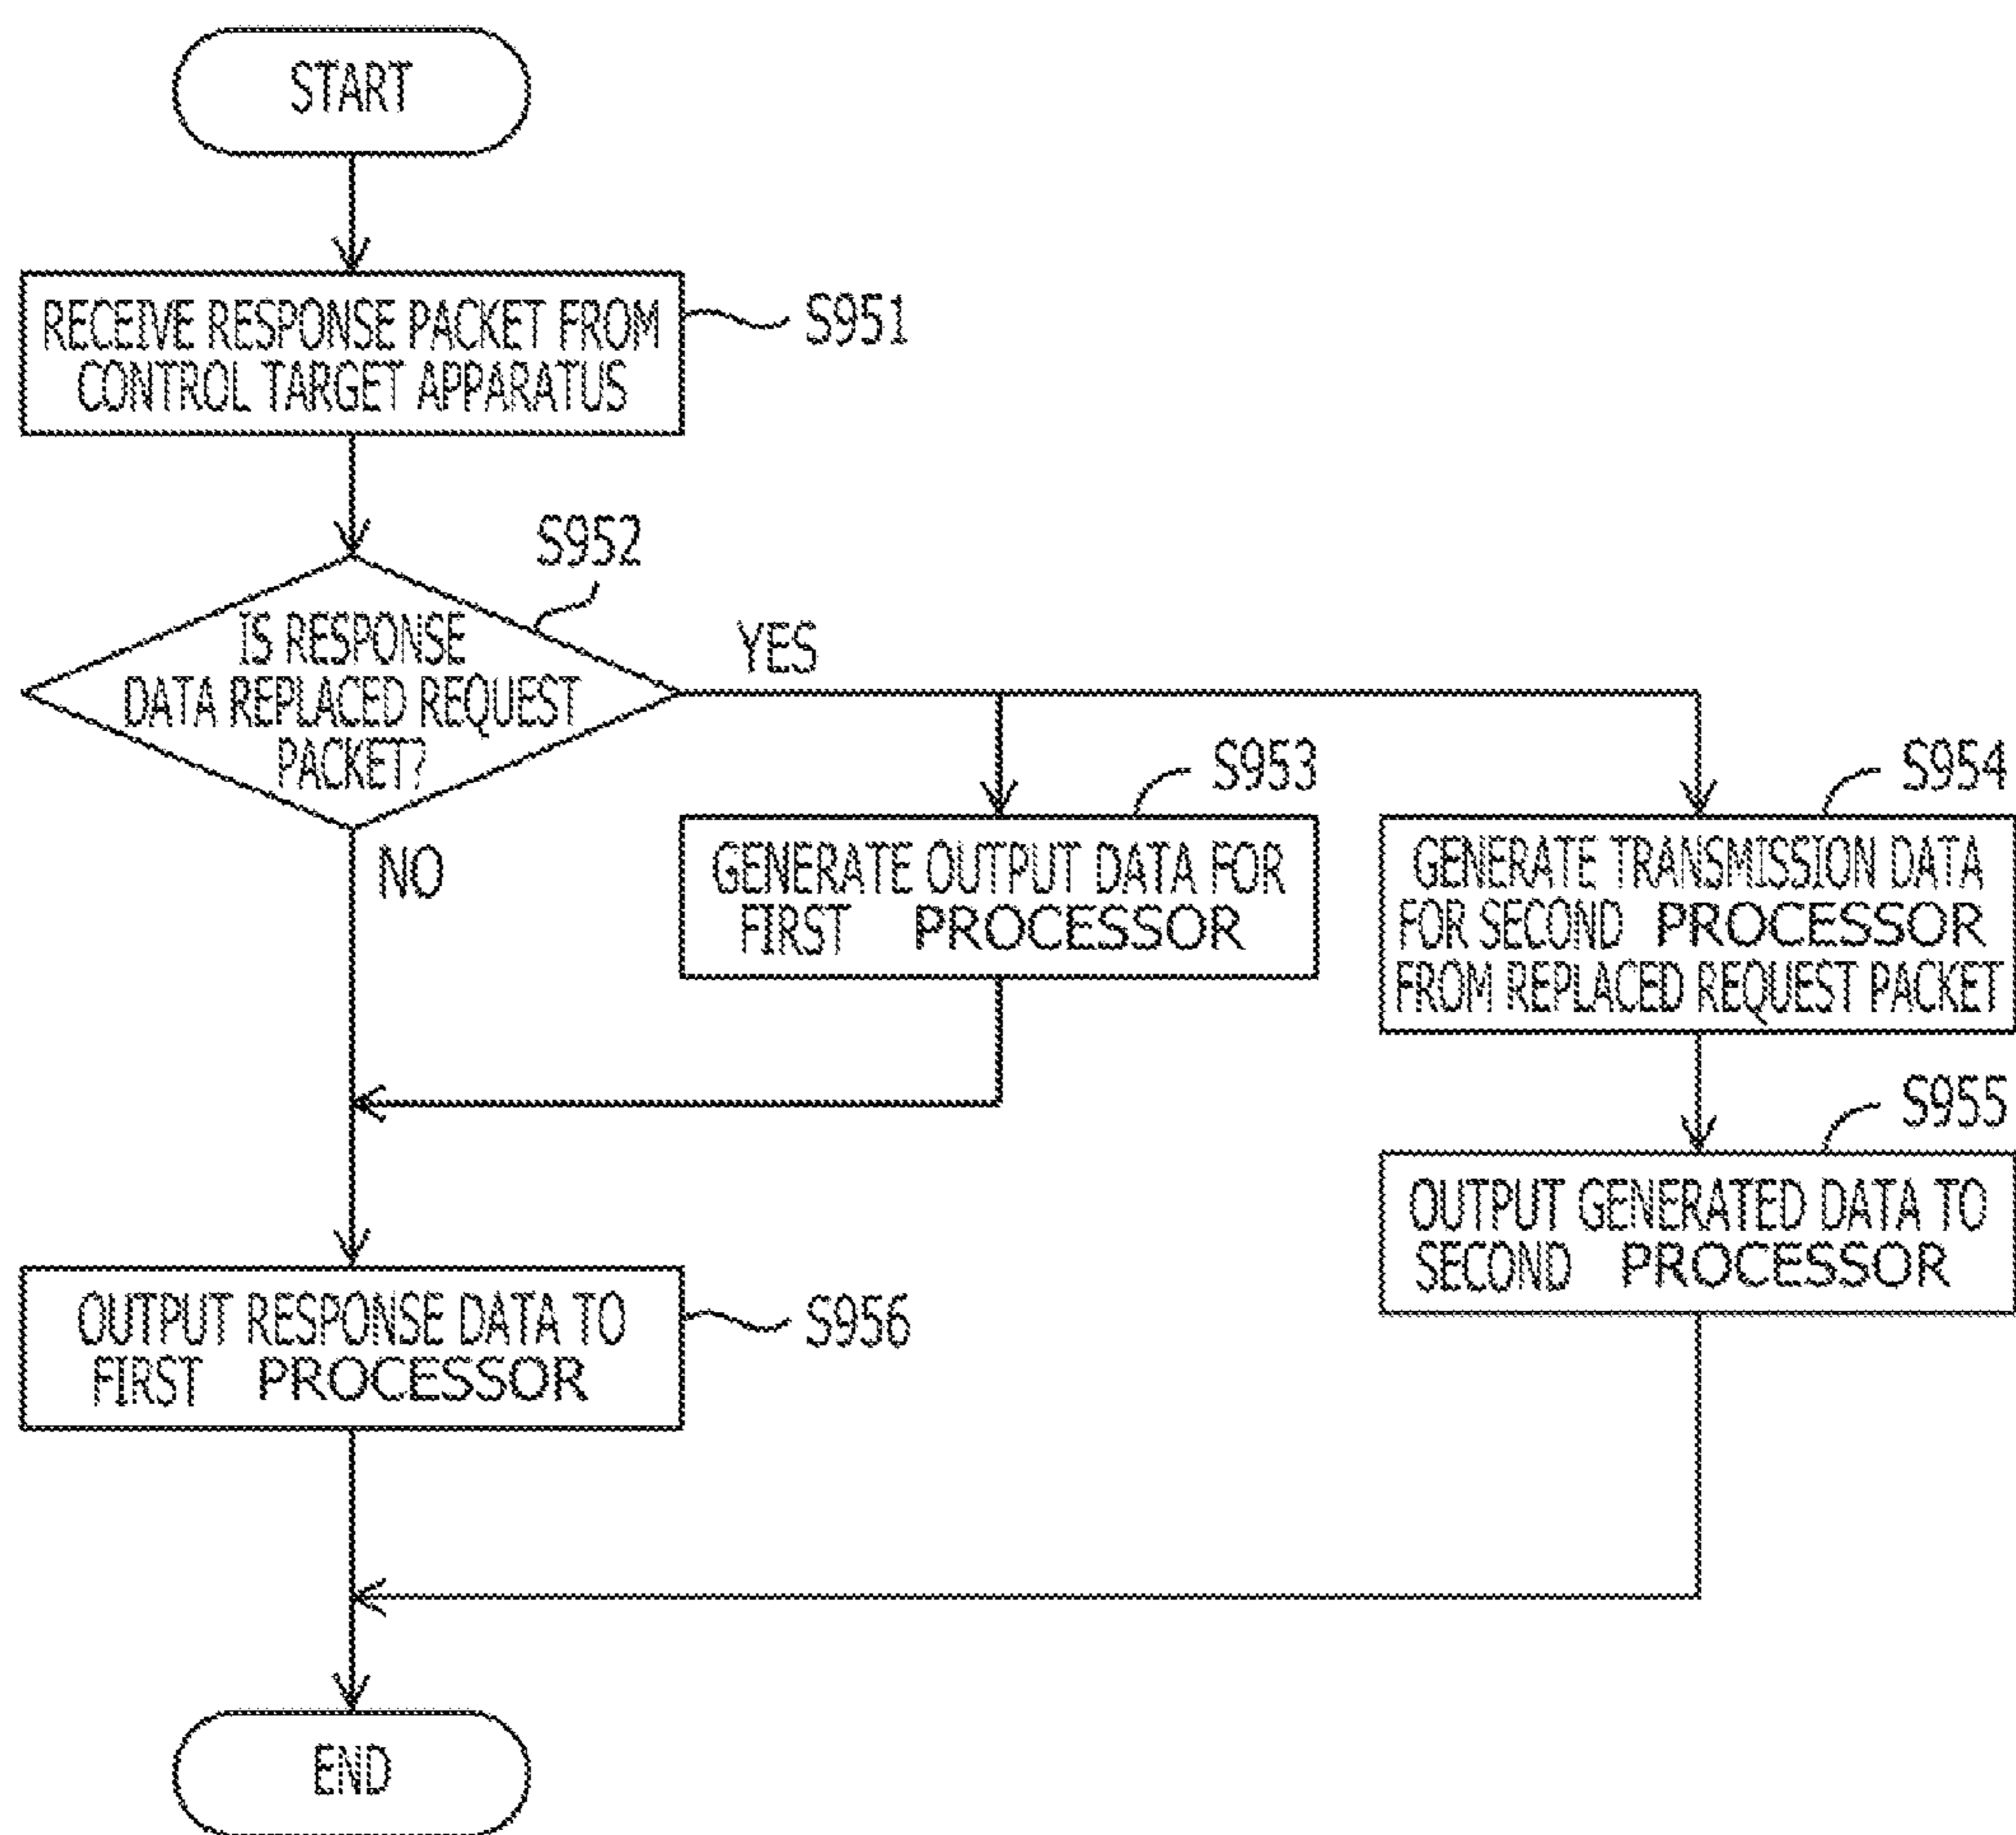 START
RECEIVE RESPONSE PACKET FROM
CONTROL TARGET APPARATUS
S951
S952
IS RESPONSE
DATA REPLACED REQUEST
PACKET?
YES
NO
S953
GENERATE OUTPUT DATA FOR
FIRST PROCESSOR
S954
GENERATE TRANSMISSION DATA
FOR SECOND PROCESSOR
FROM REPLACED REQUEST PACKET
S955
OUTPUT GENERATED DATA TO
SECOND PROCESSOR
OUTPUT RESPONSE DATA TO
FIRST PROCESSOR
S956
END